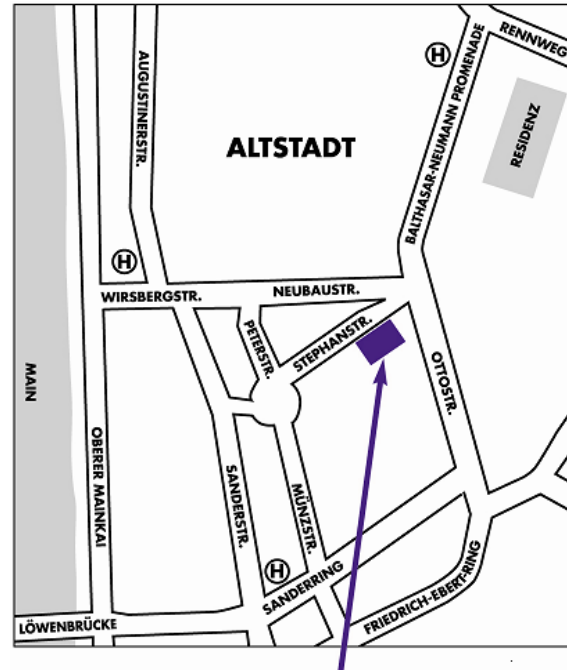 RENNWEG
H
AUGUSTINERSTR.
BALTHASAR-NEUMANN PROMENADE
RESIDENZ
ALTSTADT
H
WIRSBERGSTR.
NEUBAUSTR.
PETERSTR.
STEPHANSTR.
OTTOSTR.
MAIN
OBERER MAINKAI
SANDERSTR.
MÜNZSTR.
H
SANDERRING
FRIEDRICH-EBERT-RING
LÖWENBRÜCKE